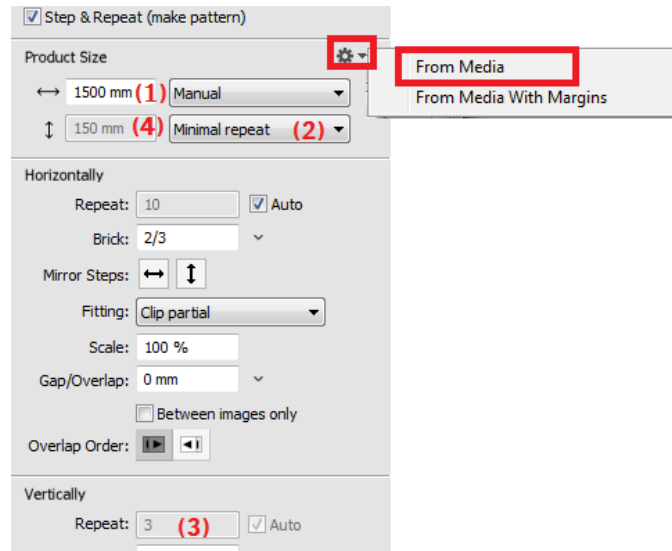 Step & Repeat (make pattern)
Product Size
From Media
From Media With Margins
1500 mm (1) Manual
150 mm (4) Minimal repeat (2)
Horizontally
Repeat: 10 Auto
Brick: 2/3
Mirror Steps:
Fitting: Clip partial
Scale: 100 %
Gap/Overlap: 0 mm
Between images only
Overlap Order:
Vertically
Repeat: 3 (3) Auto